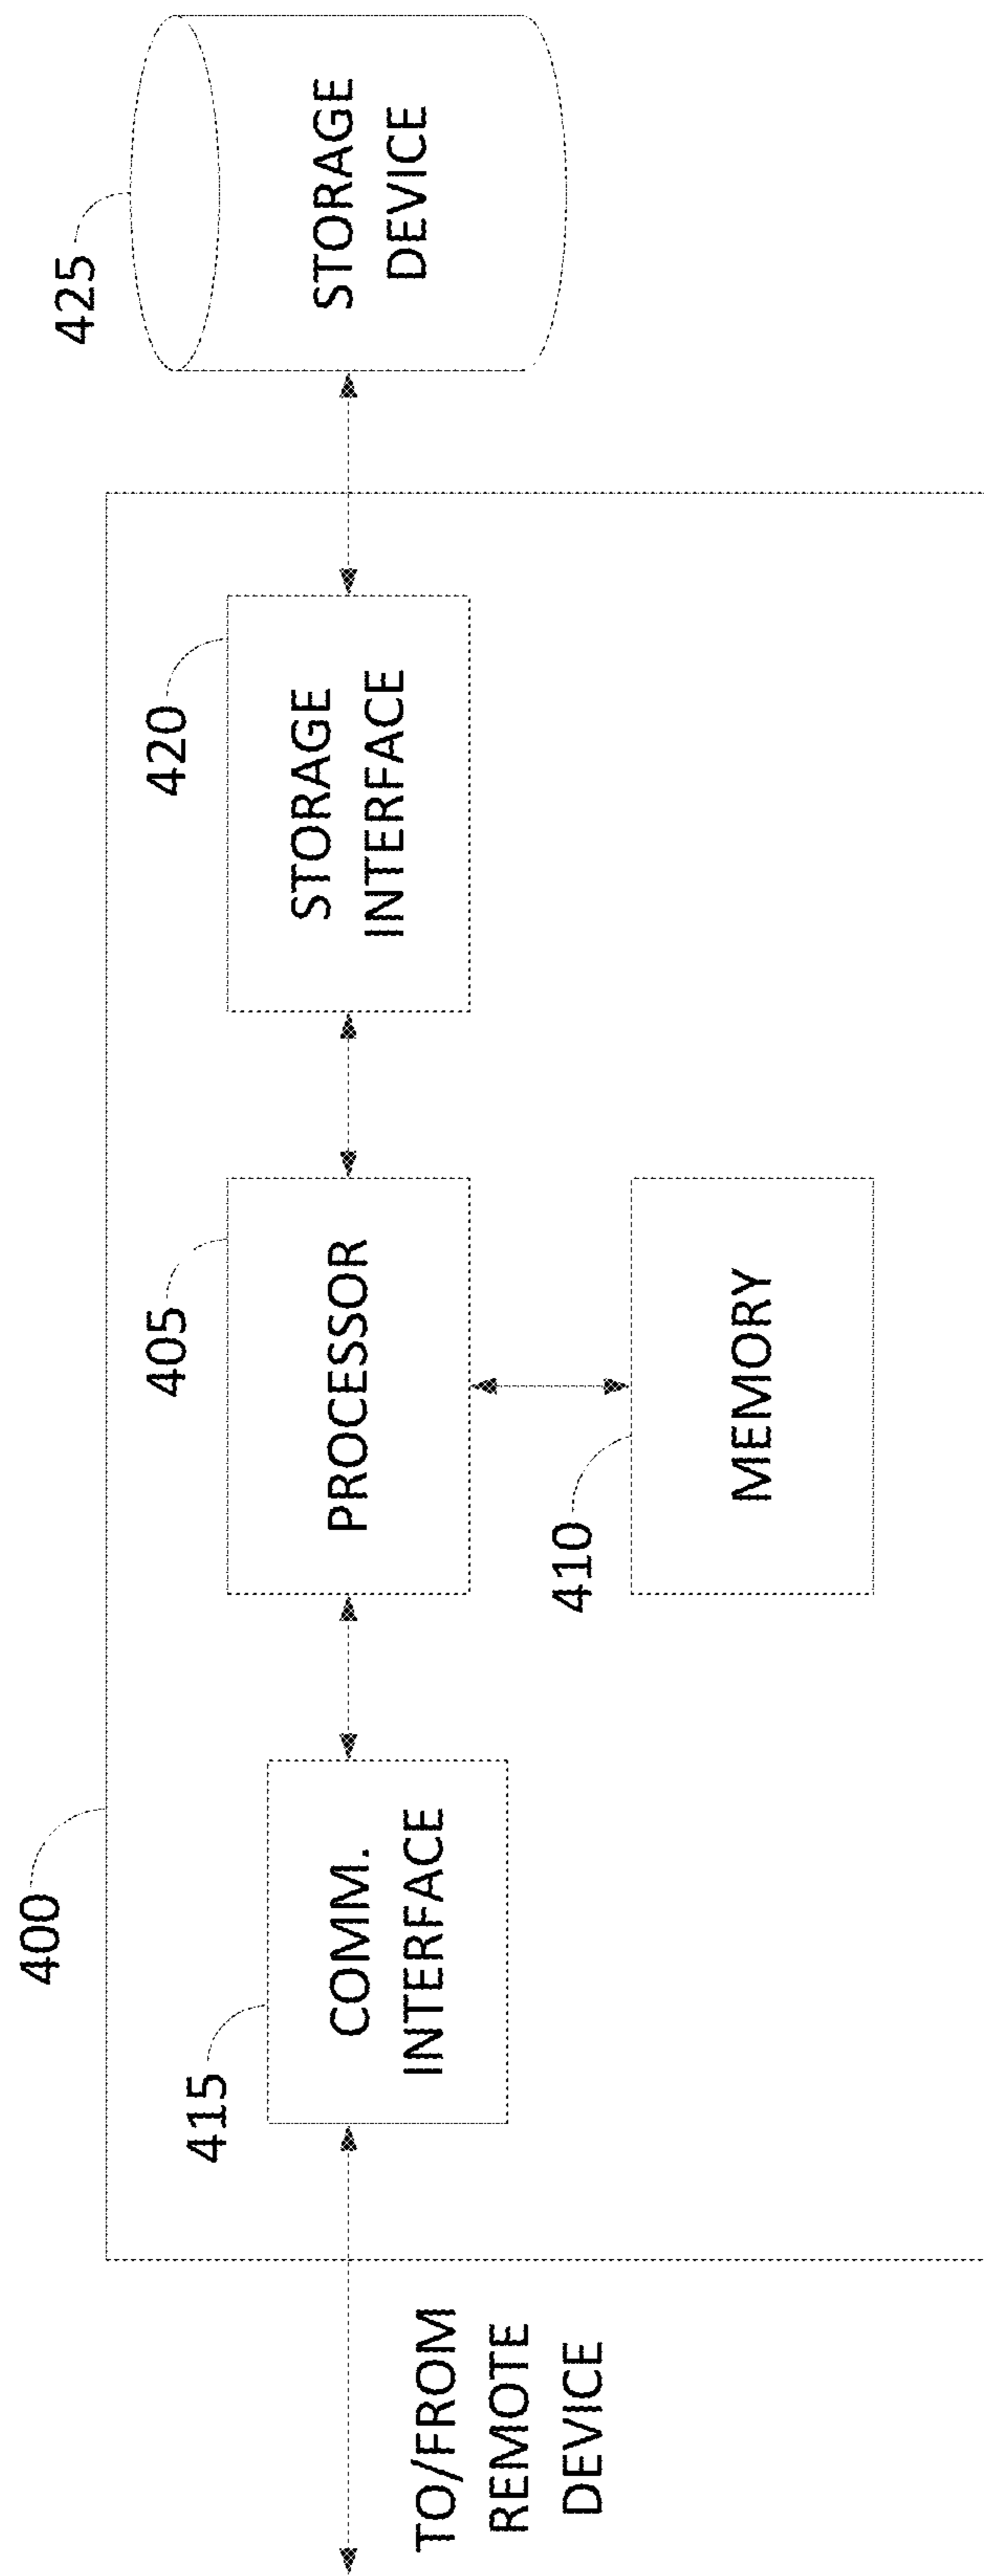 400
415
COMM.
INTERFACE
TO/FROM
REMOTE
DEVICE
405
PROCESSOR
410
MEMORY
420
STORAGE
INTERFACE
425
STORAGE
DEVICE